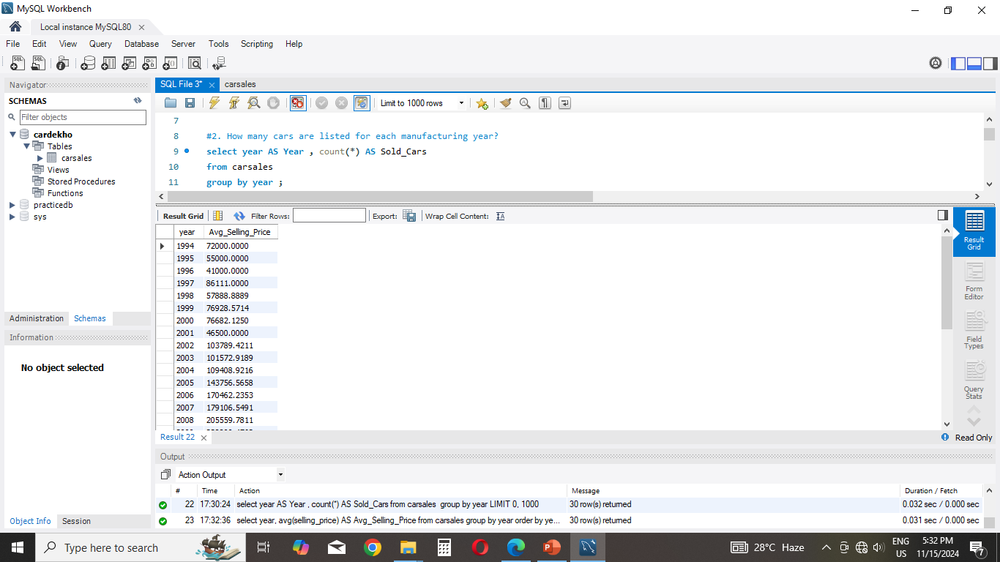 MySQL Workbench
Local instance MySQL80
File Edit View Query Database Server Tools Scripting Help
Navigator
SCHEMAS
Filter objects
cardekho
Tables
carsales
Views
Stored Procedures
Functions
practicedb
sys
Administration Schemas
Information
No object selected
Object Info Session
SQL File 3* carsales
Limit to 1000 rows
7
8 #2. How many cars are listed for each manufacturing year?
9 select year AS Year , count(*) AS Sold_Cars
10 from carsales
11 group by year ;
Result Grid Filter Rows: Export: Wrap Cell Content:
year Avg_Selling_Price
1994 72000.0000
1995 55000.0000
1996 41000.0000
1997 86111.0000
1998 57888.8889
1999 76928.5714
2000 76682.1250
2001 46500.0000
2002 103789.4211
2003 101572.9189
2004 109408.9216
2005 143756.5658
2006 170462.2353
2007 179106.5491
2008 205559.7811
Result Grid
Form Editor
Field Types
Query Stats
Result 22
Read Only
Output
Action Output
# Time Action Message Duration / Fetch
22 17:30:24 select year AS Year , count(*) AS Sold_Cars from carsales group by year LIMIT 0, 1000 30 row(s) returned 0.032 sec / 0.000 sec
23 17:32:36 select year, avg(selling_price) AS Avg_Selling_Price from carsales group by year order by ye... 30 row(s) returned 0.031 sec / 0.000 sec
Type here to search
28°C Haze
ENG
US
5:32 PM
11/15/2024
7